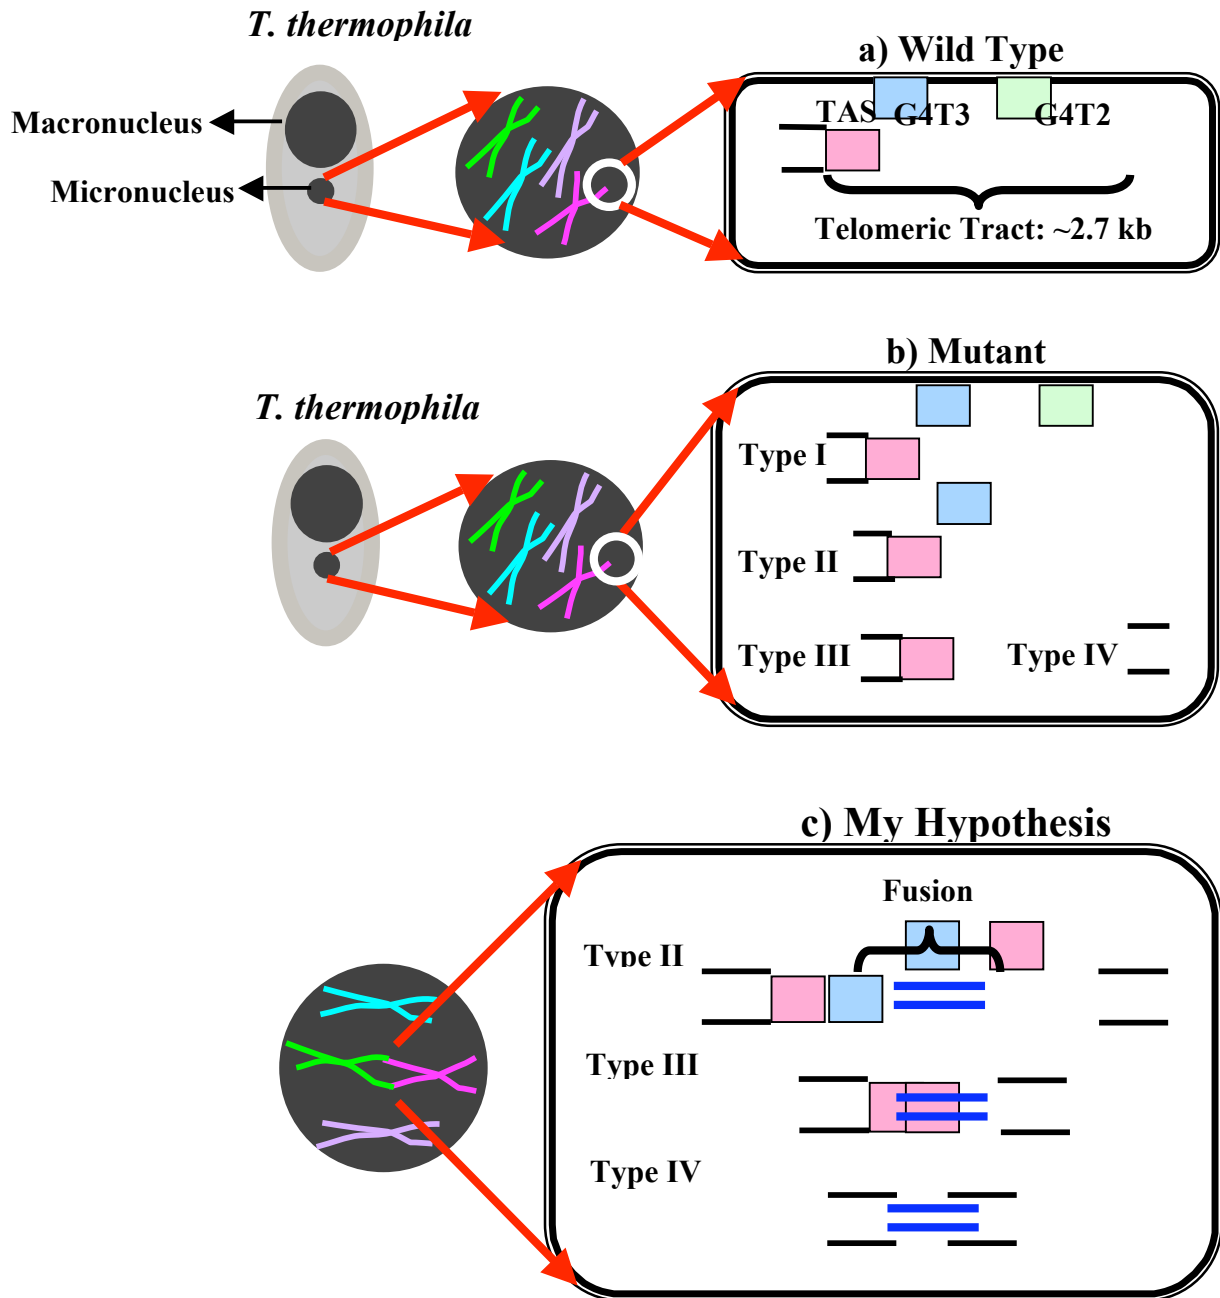 T. thermophila
a) Wild Type
Macronucleus
TAS G4T3 G4T2
Micronucleus
Telomeric Tract: ~2.7 kb
b) Mutant
T. thermophila
Type I
Type II
Type III
Type IV
c) My Hypothesis
Fusion
Type II
Type III
Type IV